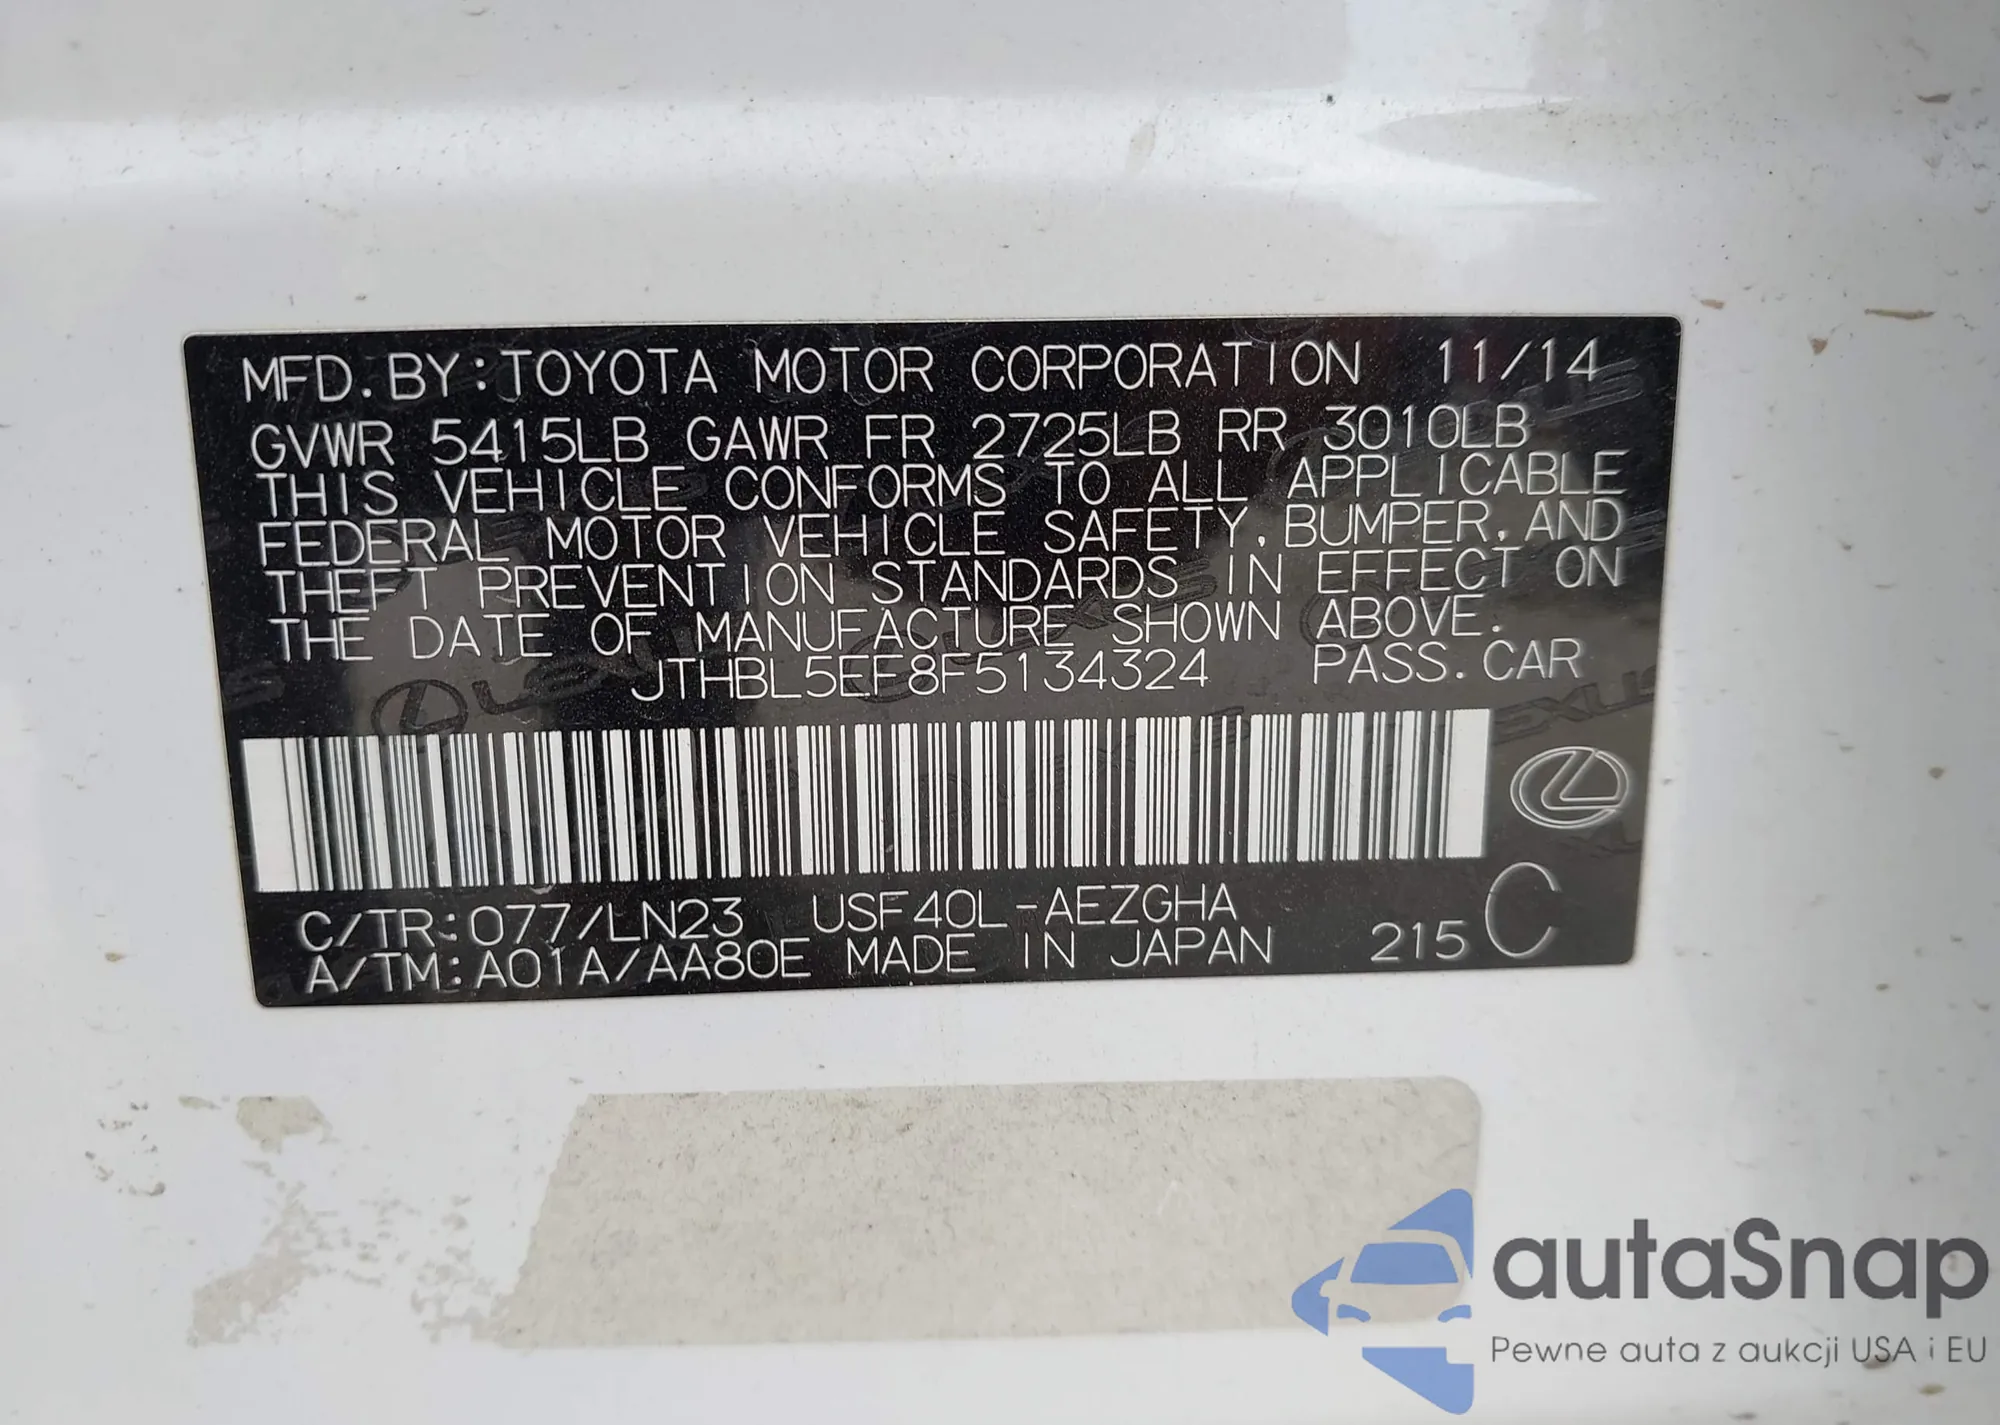 MFD. BY: TOYOTA MOTOR CORPORATION 11/14
GVWR 5415LB GAWR FR 2725LB RR 3010LB
THIS VEHICLE CONFORMS TO ALL APPLICABLE
FEDERAL MOTOR VEHICLE SAFETY, BUMPER, AND
THEFT PREVENTION STANDARDS IN EFFECT ON
THE DATE OF MANUFACTURE SHOWN ABOVE.
JTHBL5EF8F5134324 PASS. CAR
C/TR: 077/LN23 USF40L-AEZGHA
A/TM: A01A/AA80E MADE IN JAPAN 215 C
autaSnap
Pewne auta z aukcji USA i EU